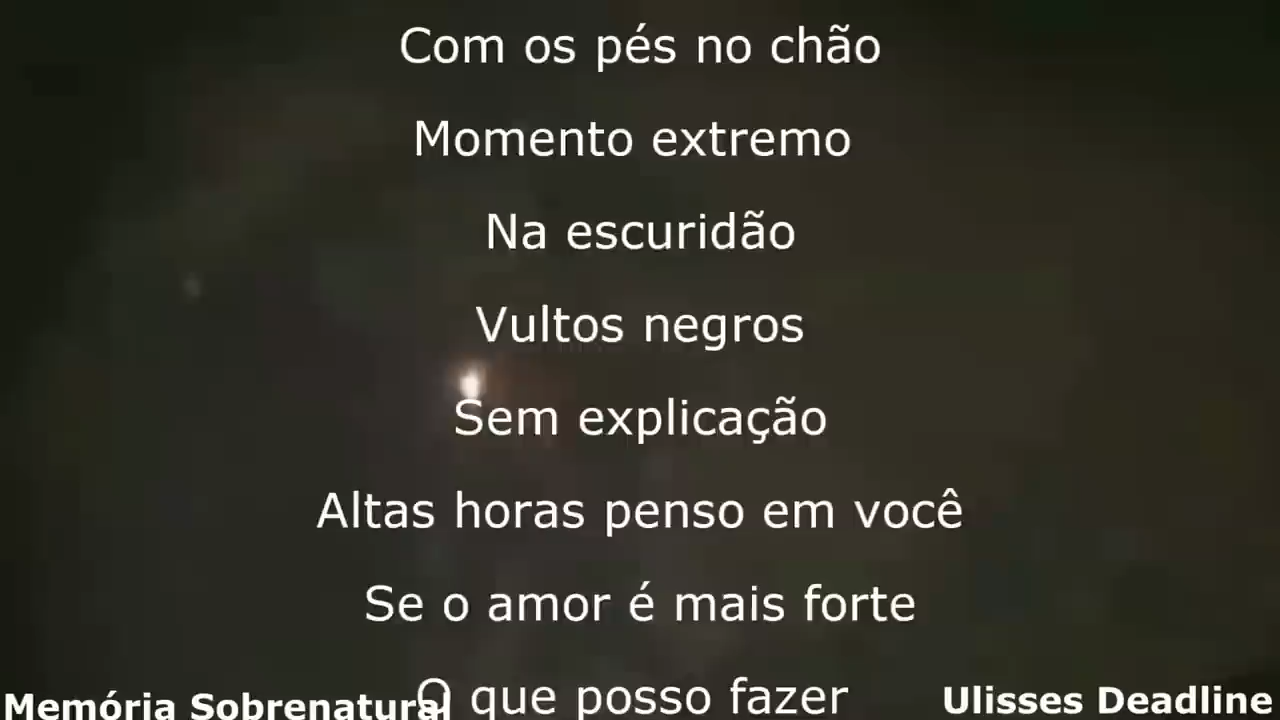 Com os pés no chão
Momento extremo
Na escuridão
Vultos negros
Sem explicação
Altas horas penso em você
Se o amor é mais forte
O que posso fazer
Memória Sobrenatural
Ulisses Deadline